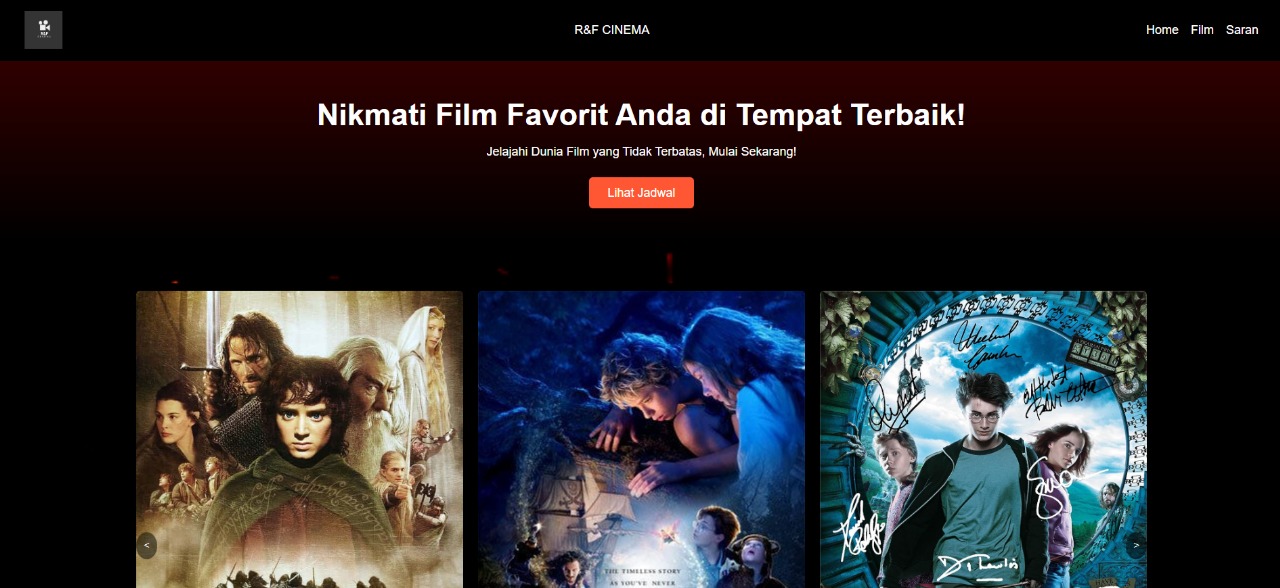 R&F
R&F CINEMA
Home Film Saran
Nikmati Film Favorit Anda di Tempat Terbaik!
Jelajahi Dunia Film yang Tidak Terbatas, Mulai Sekarang!
Lihat Jadwal
<
>
THE TIMELESS STORY
AS YOU'VE NEVER